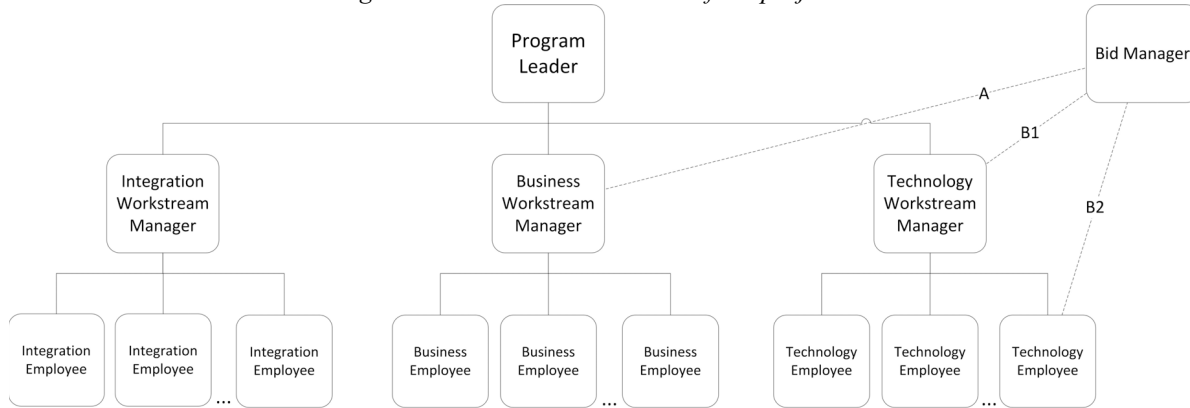 Program
Leader
Bid Manager
A
B1
B2
Integration
Workstream
Manager
Business
Workstream
Manager
Technology
Workstream
Manager
Integration
Employee
Integration
Employee
...
Integration
Employee
Business
Employee
Business
Employee
...
Business
Employee
Technology
Employee
Technology
Employee
...
Technology
Employee